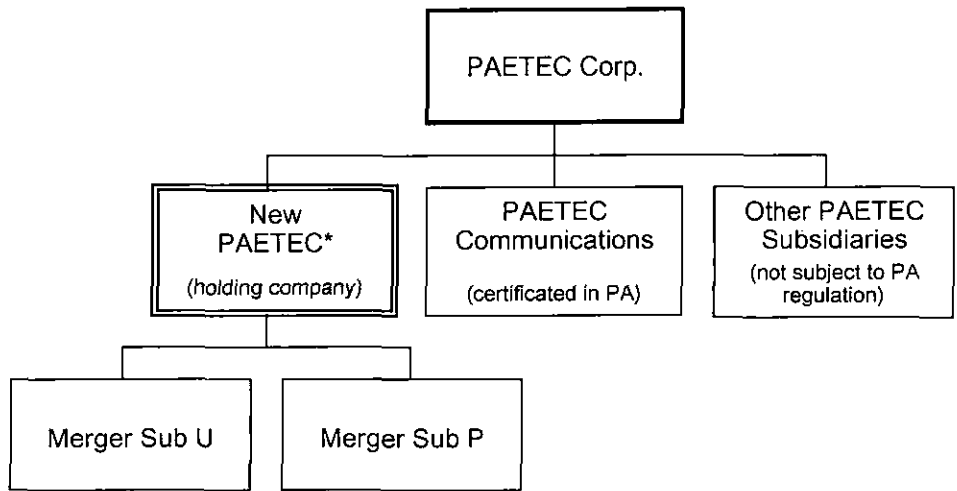 PAETEC Corp.
New
PAETEC*
(holding company)
PAETEC
Communications
(certificated in PA)
Other PAETEC
Subsidiaries
(not subject to PA
regulation)
Merger Sub U
Merger Sub P